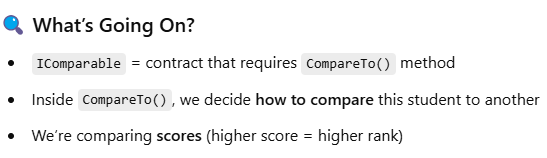 🔍 What’s Going On?
• IComparable = contract that requires CompareTo() method
• Inside CompareTo(), we decide how to compare this student to another
• We’re comparing scores (higher score = higher rank)